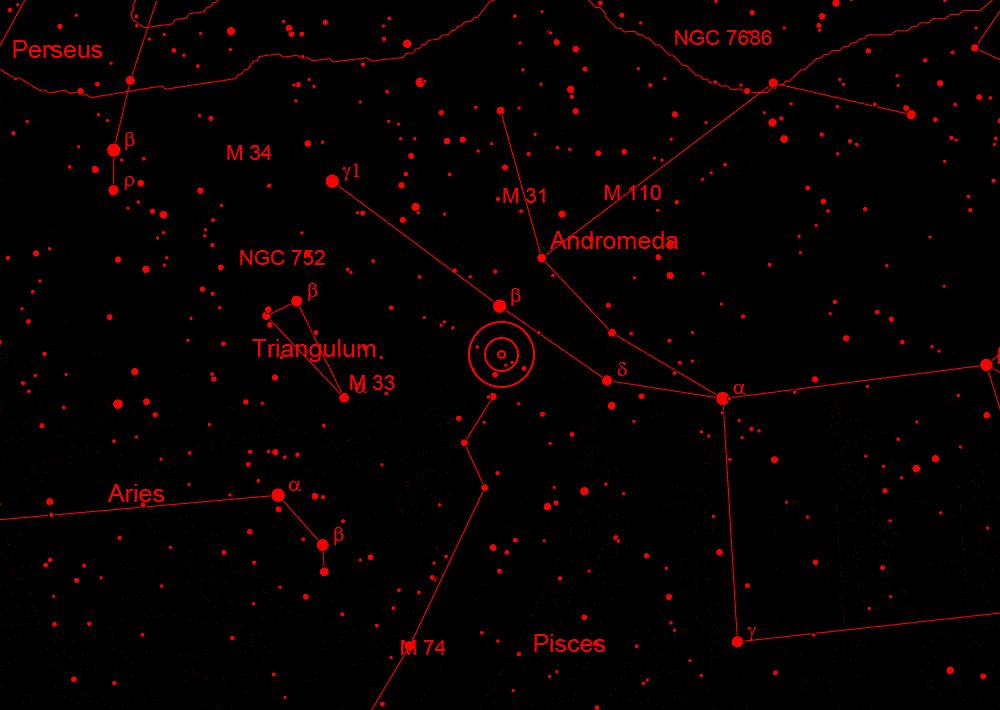 Perseus
NGC 7686
β
M 34
γ1
ρ
M 31
M 110
Andromeda
NGC 752
β
β
Triangulum
δ
M 33
α
α
Aries
α
β
γ
M 74
Pisces